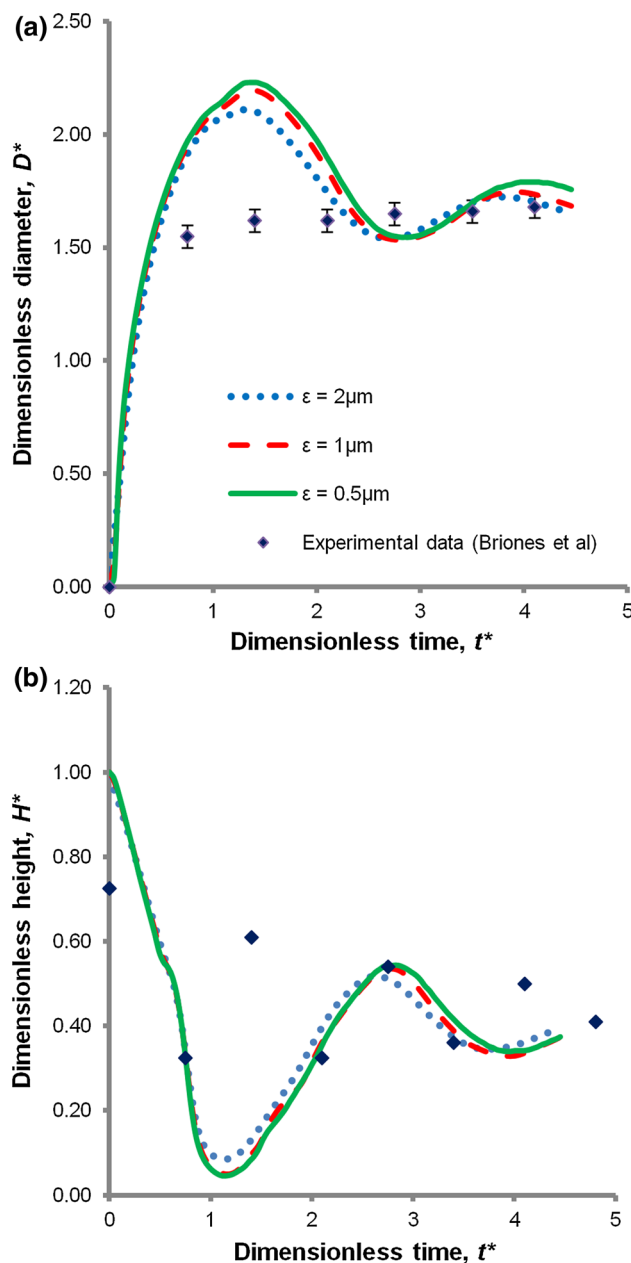 (a)
2.50
2.00
1.50
1.00
0.50
0.00
Dimensionless diameter, D*
ε = 2μm
ε = 1μm
ε = 0.5μm
Experimental data (Briones et al)
0 1 2 3 4 5
Dimensionless time, t*
(b)
1.20
1.00
0.80
0.60
0.40
0.20
0.00
Dimensionless height, H*
0 1 2 3 4 5
Dimensionless time, t*